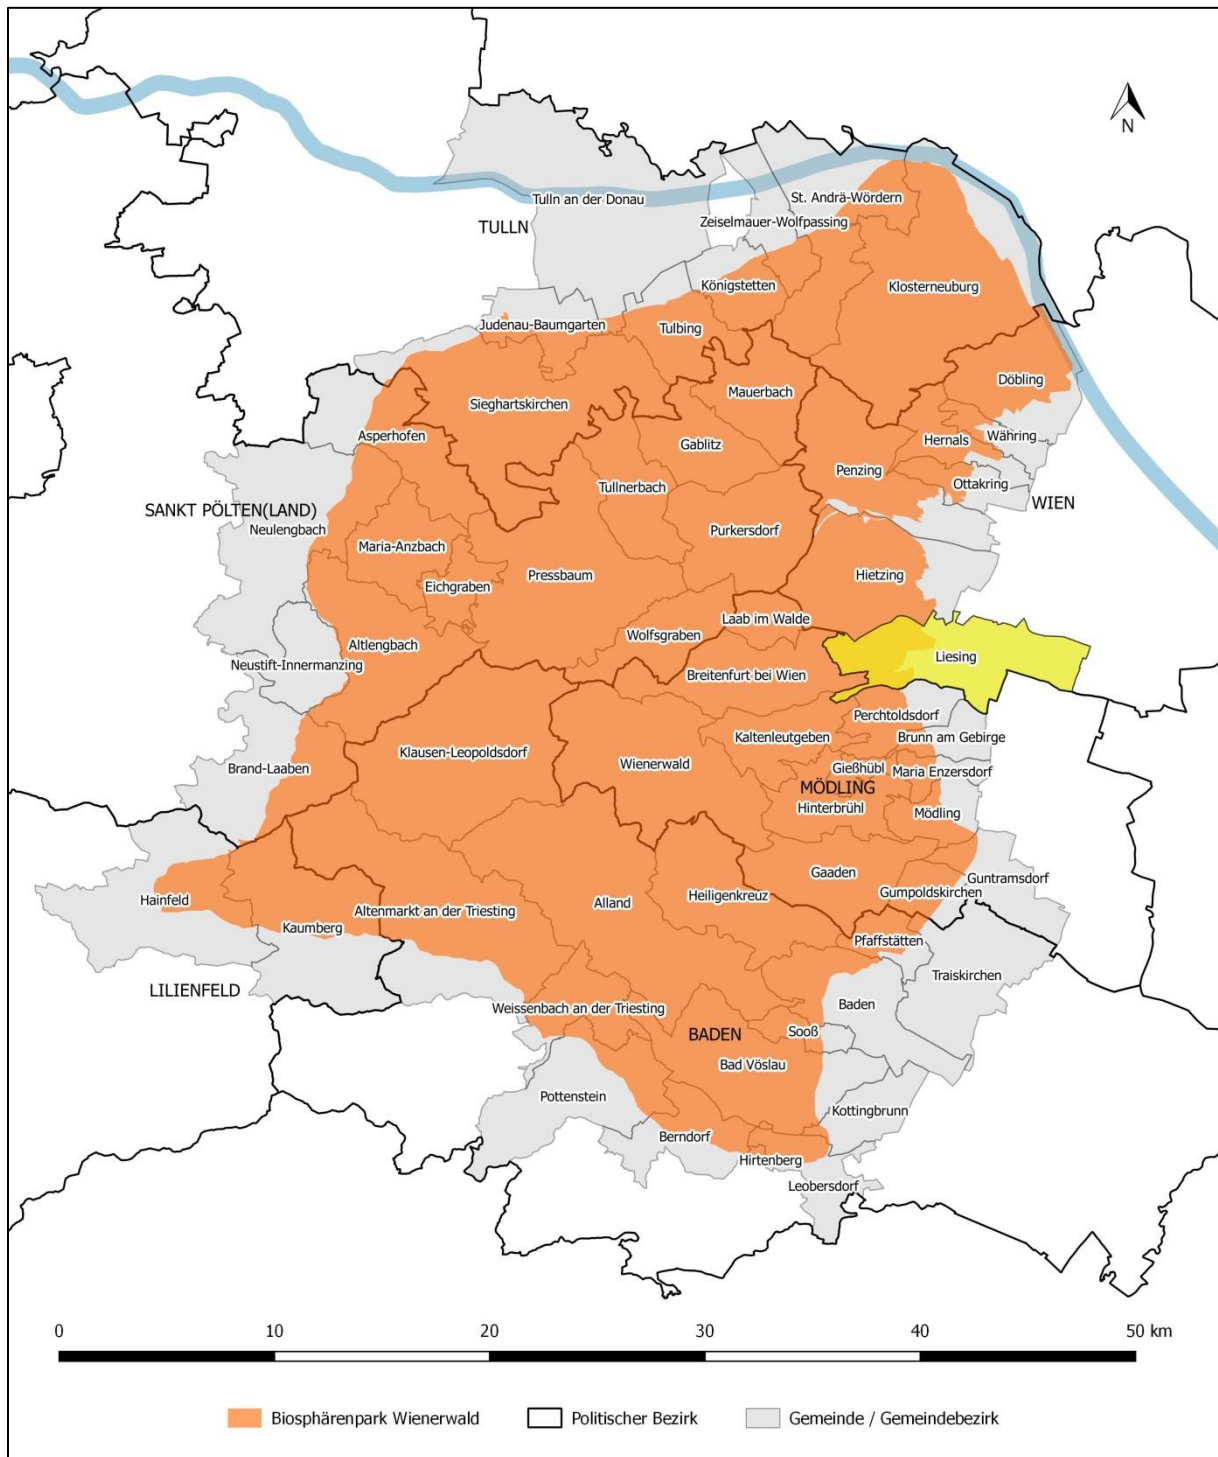 N
Tulln an der Donau
St. Andrä-Wördern
TULLN
Zeiselmauer-Wolfpassing
Königstetten
Klosterneuburg
Judenau-Baumgarten
Tulbing
Döbling
Mauerbach
Sieghartskirchen
Asperhofen
Gablitz
Hernals
Währing
Penzing
Ottakring
Tullnerbach
WIEN
SANKT PÖLTEN(LAND)
Neulengbach
Purkersdorf
Maria-Anzbach
Pressbaum
Hietzing
Eichgraben
Laab im Walde
Wolfsgraben
Altlengbach
Liesing
Neustift-Innermanzing
Breitenfurt bei Wien
Perchtoldsdorf
Kaltenleutgeben
Brunn am Gebirge
Klausen-Leopoldsdorf
Wienerwald
Brand-Laaben
Gießhübl
Maria Enzersdorf
MÖDLING
Hinterbrühl
Mödling
Gaaden
Guntramsdorf
Gumpoldskirchen
Heiligenkreuz
Hainfeld
Alland
Altenmarkt an der Triesting
Kaumberg
Pfaffstätten
Traiskirchen
LILIENFELD
Baden
Weissenbach an der Triesting
BADEN
Sooß
Bad Vöslau
Pottenstein
Kottingbrunn
Berndorf
Hirtenberg
Leobersdorf
0 10 20 30 40 50 km
Biosphärenpark Wienerwald Politischer Bezirk Gemeinde / Gemeindebezirk